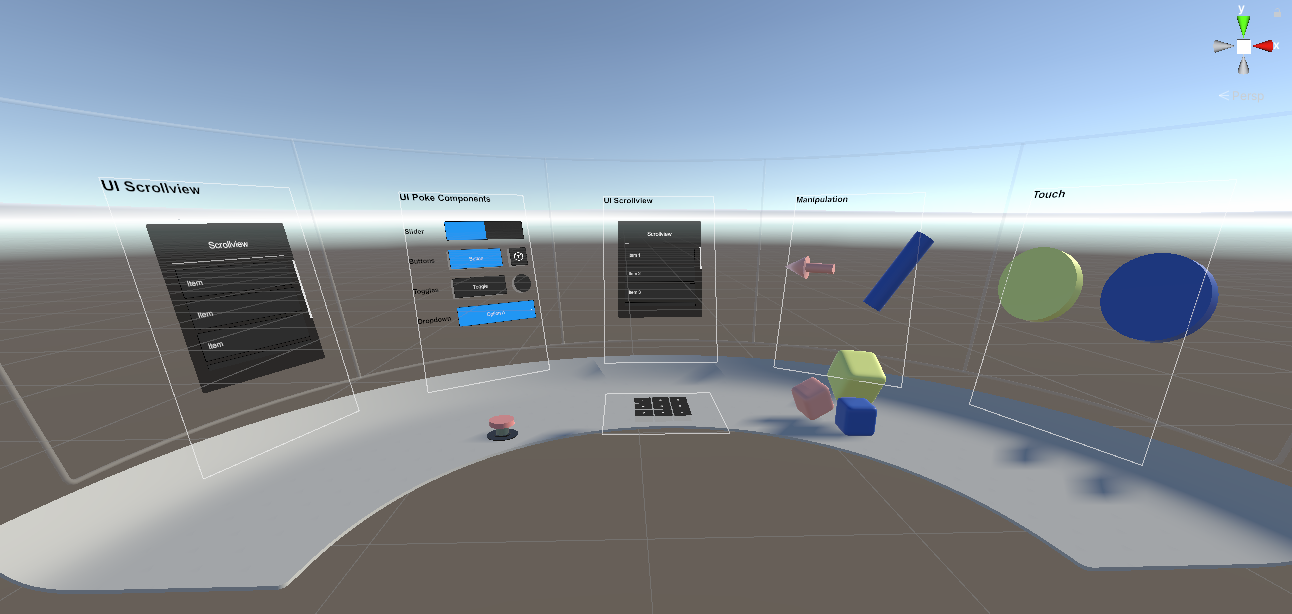 y
x
Persp
UI Scrollview
Scrollview
Item
Item
Item
UI Poke Components
Slider
Buttons
Button
Toggles
Toggle
Dropdown
Option A
UI Scrollview
Scrollview
Item 1
Item 2
Item 3
Manipulation
Touch